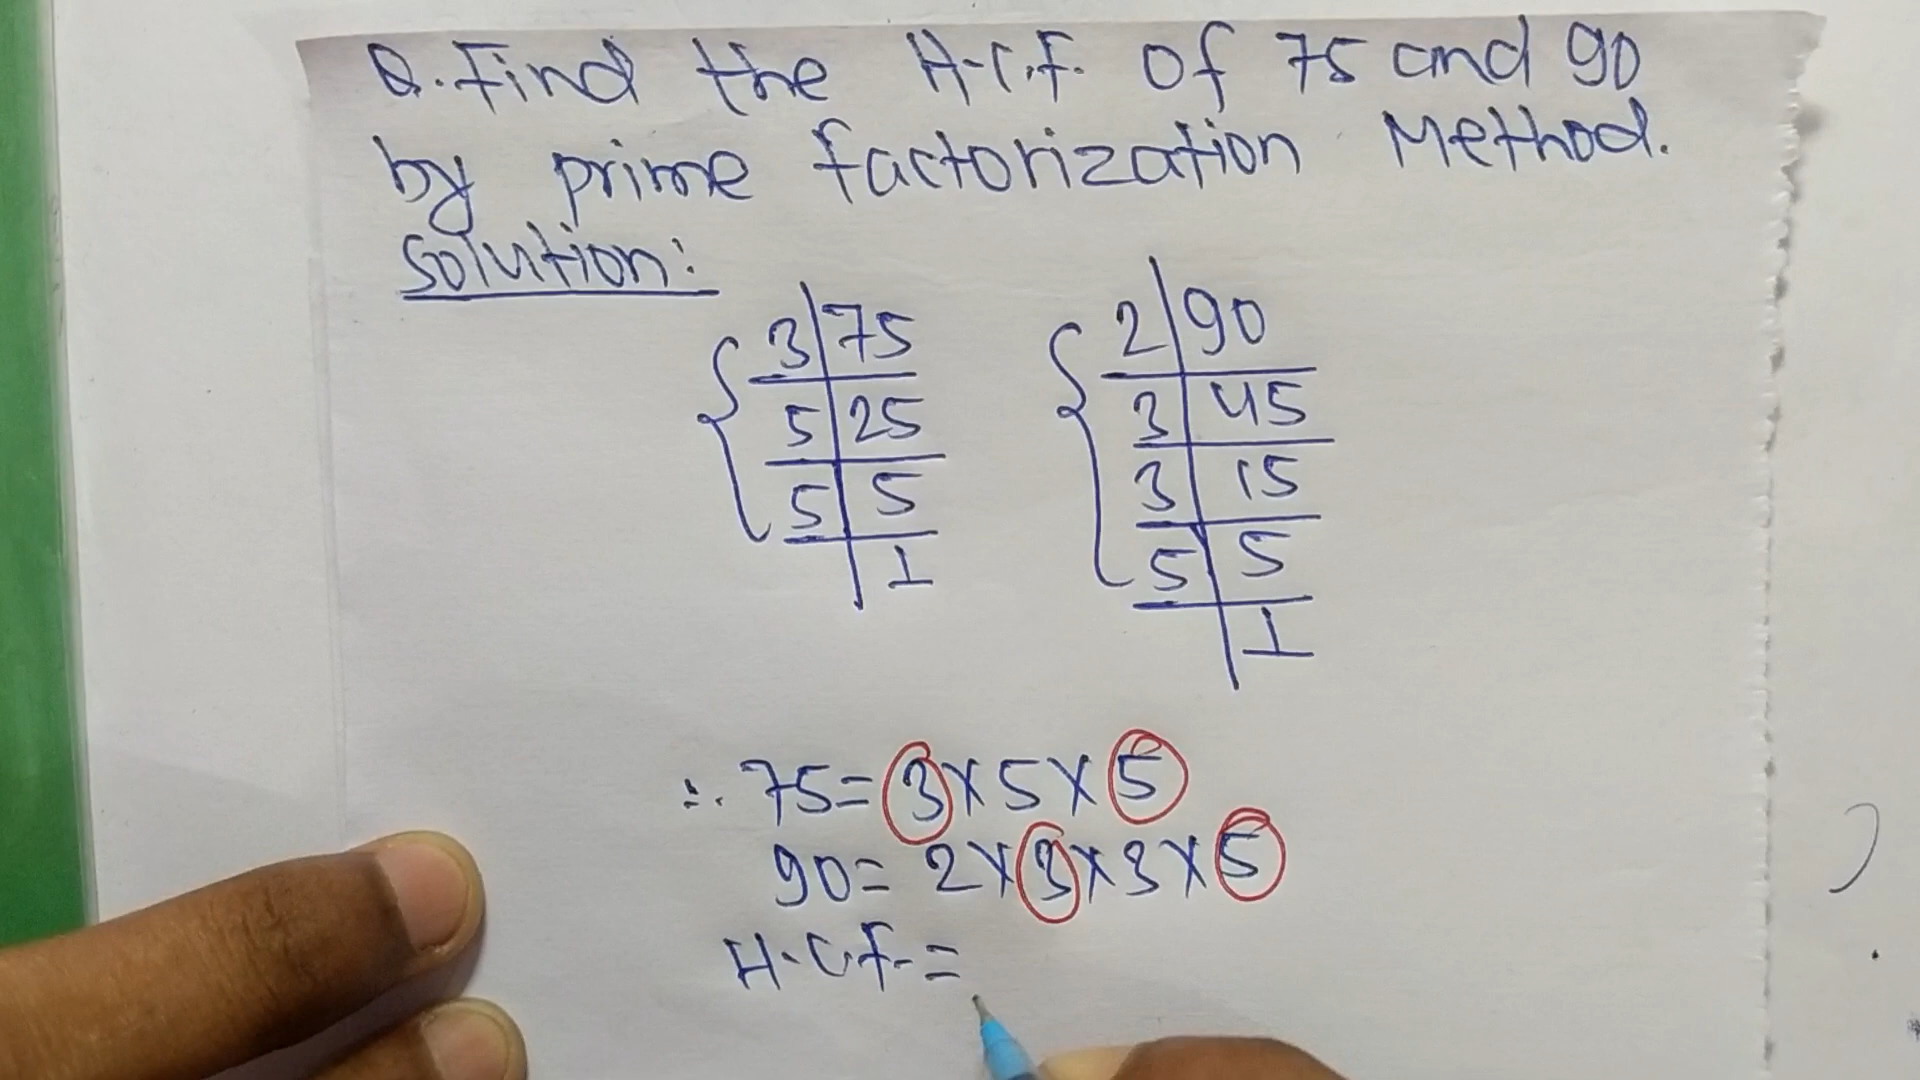 Q. Find the H.C.F. of 75 and 90
by prime factorization Method.
Solution:
3 | 75
5 | 25
5 | 5
1
2 | 90
3 | 45
3 | 15
5 | 5
1
∴ 75 = 3 × 5 × 5
90 = 2 × 3 × 3 × 5
H.C.F. =